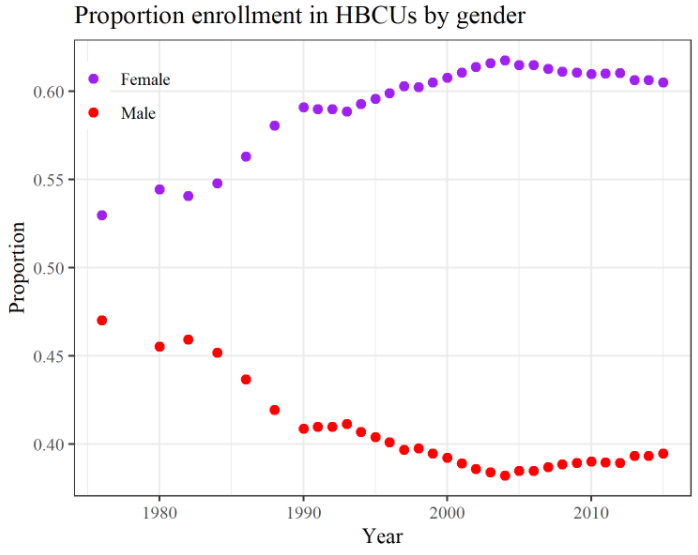 Proportion enrollment in HBCUs by gender
Female
Male
0.60
0.55
0.50
0.45
0.40
Proportion
1980 1990 2000 2010
Year